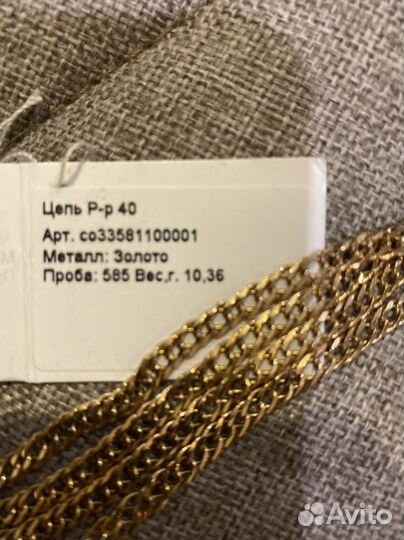 Цепь Р-р 40
Арт. со33581100001
Металл: Золото
Проба: 585 Вес,г. 10,36
Avito